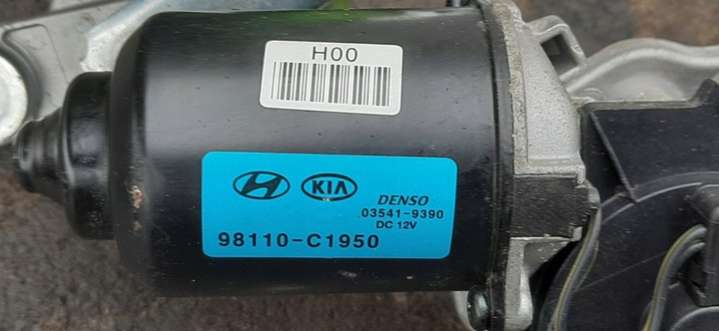 H00
KIA
DENSO
03541-9390
DC 12V
98110-C1950